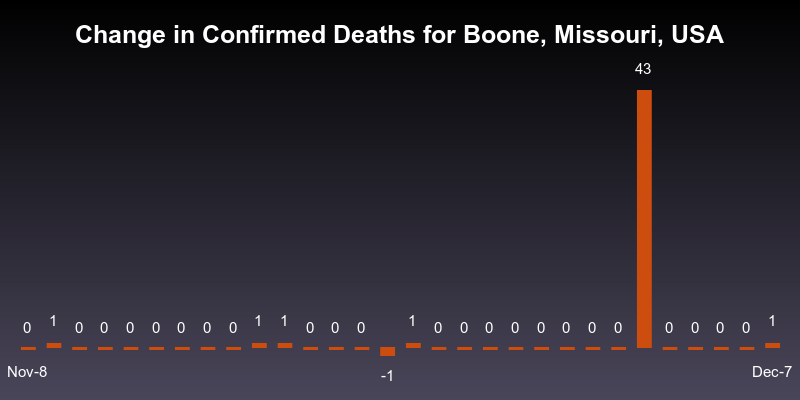 Change in Confirmed Deaths for Boone, Missouri, USA
43
0 1 0 0 0 0 0 0 0 1 1 0 0 0 1 0 0 0 0 0 0 0 0 0 0 0 0 1
Nov-8 -1 Dec-7